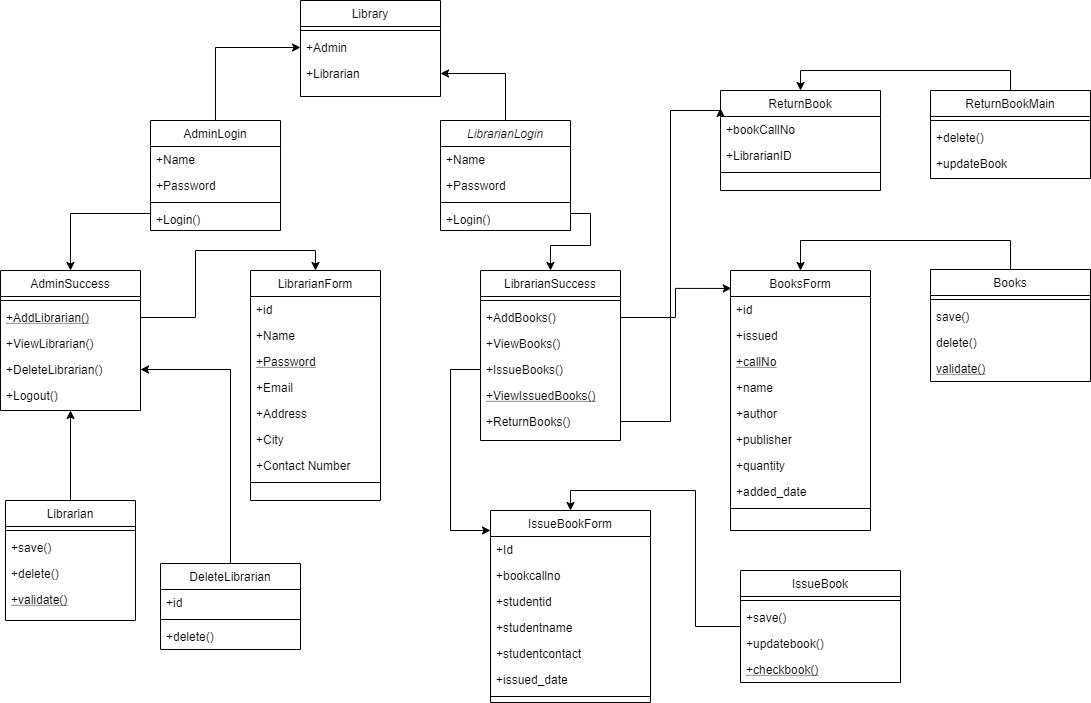 Library
+Admin
+Librarian
AdminLogin
+Name
+Password
+Login()
LibrarianLogin
+Name
+Password
+Login()
ReturnBook
+bookCallNo
+LibrarianID
ReturnBookMain
+delete()
+updateBook
AdminSuccess
+AddLibrarian()
+ViewLibrarian()
+DeleteLibrarian()
+Logout()
LibrarianForm
+id
+Name
+Password
+Email
+Address
+City
+Contact Number
LibrarianSuccess
+AddBooks()
+ViewBooks()
+IssueBooks()
+ViewIssuedBooks()
+ReturnBooks()
BooksForm
+id
+issued
+callNo
+name
+author
+publisher
+quantity
+added_date
Books
save()
delete()
validate()
Librarian
+save()
+delete()
+validate()
DeleteLibrarian
+id
+delete()
IssueBookForm
+Id
+bookcallno
+studentid
+studentname
+studentcontact
+issued_date
IssueBook
+save()
+updatebook()
+checkbook()